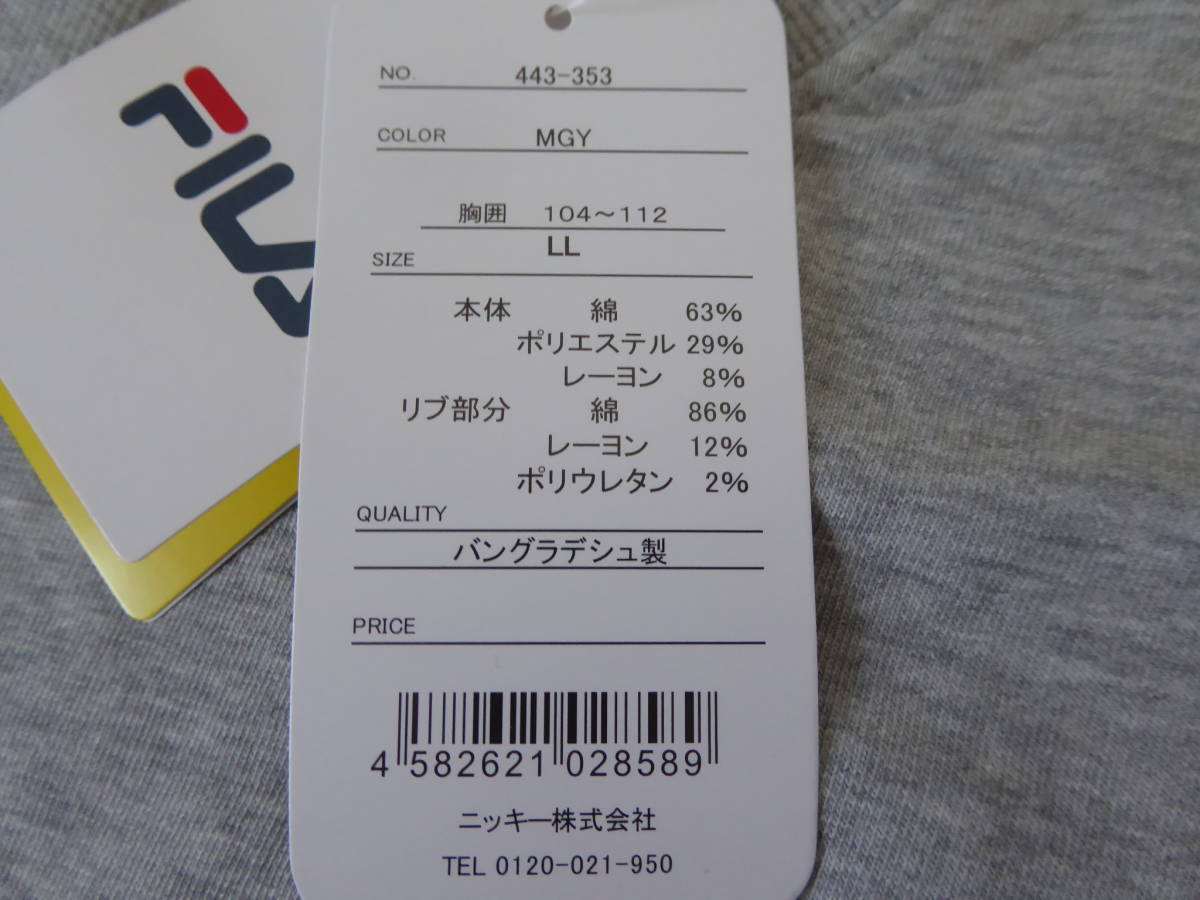 FILA
NO. 443-353
COLOR MGY
胸囲 104～112
LL
SIZE
本体 綿 63%
ポリエステル 29%
レーヨン 8%
リブ部分 綿 86%
レーヨン 12%
ポリウレタン 2%
QUALITY
バングラデシュ製
PRICE
4 582621 028589
ニッキー株式会社
TEL 0120-021-950